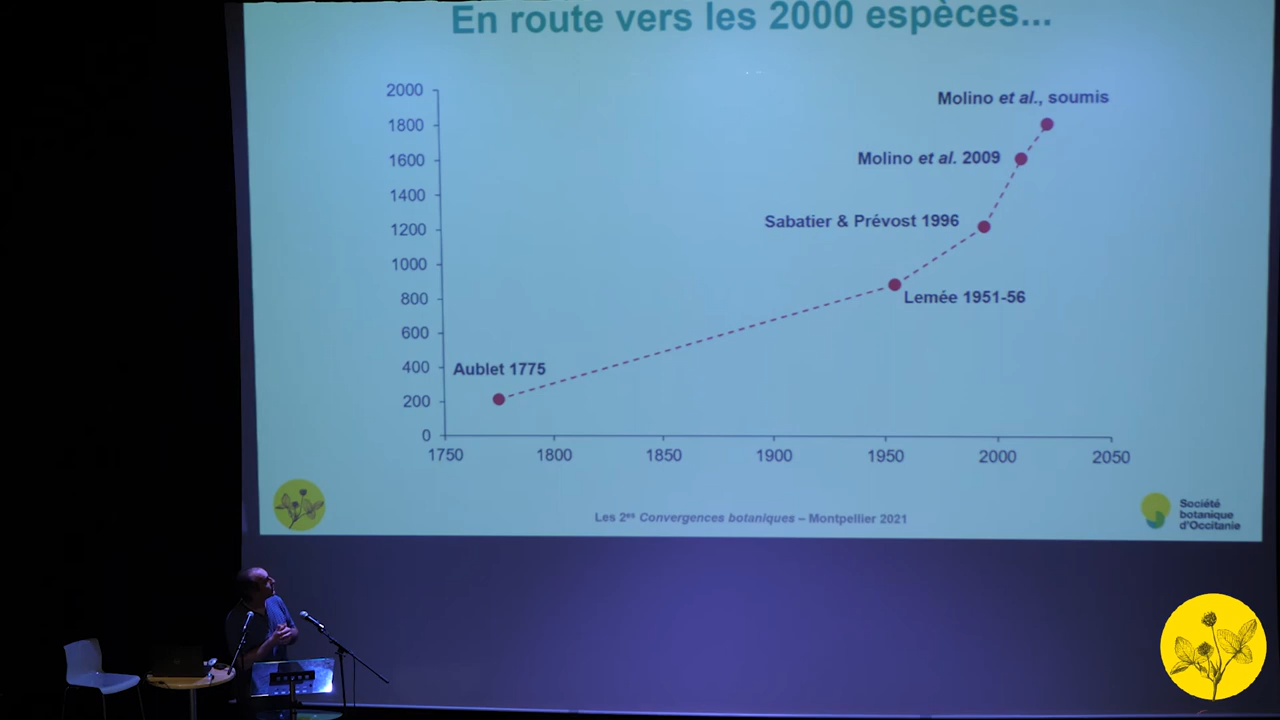 En route vers les 2000 espèces...
2000
1800
1600
1400
1200
1000
800
600
400
200
0
Molino et al., soumis
Molino et al. 2009
Sabatier & Prévost 1996
Lemée 1951-56
Aublet 1775
1750 1800 1850 1900 1950 2000 2050
Les 2es Convergences botaniques – Montpellier 2021
Société
botanique
d'Occitanie